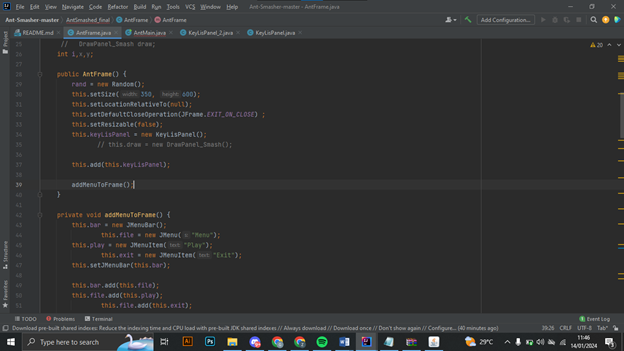 File Edit View Navigate Code Refactor Build Run Tools VCS Window Help Ant-Smasher-master - AntFrame.java
Ant-Smasher-master AntSmashed_final AntFrame AntFrame Add Configuration...
README.md AntFrame.java AntMain.java KeyLisPanel_2.java KeyLisPanel.java
Project
25 // DrawPanel_Smash draw; 20
26 int i,x,y;
27
28 public AntFrame() {
29 rand = new Random();
30 this.setSize( width: 350, height: 600);
31 this.setLocationRelativeTo(null);
32 this.setDefaultCloseOperation(JFrame.EXIT_ON_CLOSE) ;
33 this.setResizable(false);
34 this.keyLisPanel = new KeyLisPanel();
35 // this.draw = new DrawPanel_Smash();
36
37 this.add(this.keyLisPanel);
38
39 addMenuToFrame();
40 }
41
42 private void addMenuToFrame() {
43 this.bar = new JMenuBar();
44 this.file = new JMenu( s: "Menu");
45 this.play = new JMenuItem( text: "Play");
46 this.exit = new JMenuItem( text: "Exit");
47 this.setJMenuBar(this.bar);
48
49 this.bar.add(this.file);
50 this.file.add(this.play);
51 this.file.add(this.exit);
Structure
Favorites
TODO Problems Terminal Event Log
Download pre-built shared indexes: Reduce the indexing time and CPU load with pre-built JDK shared indexes // Always download // Download once // Don't show again // Configure... (40 minutes ago) 39:26 CRLF UTF-8 Tab*
Type here to search 29°C 11:46
14/01/2024